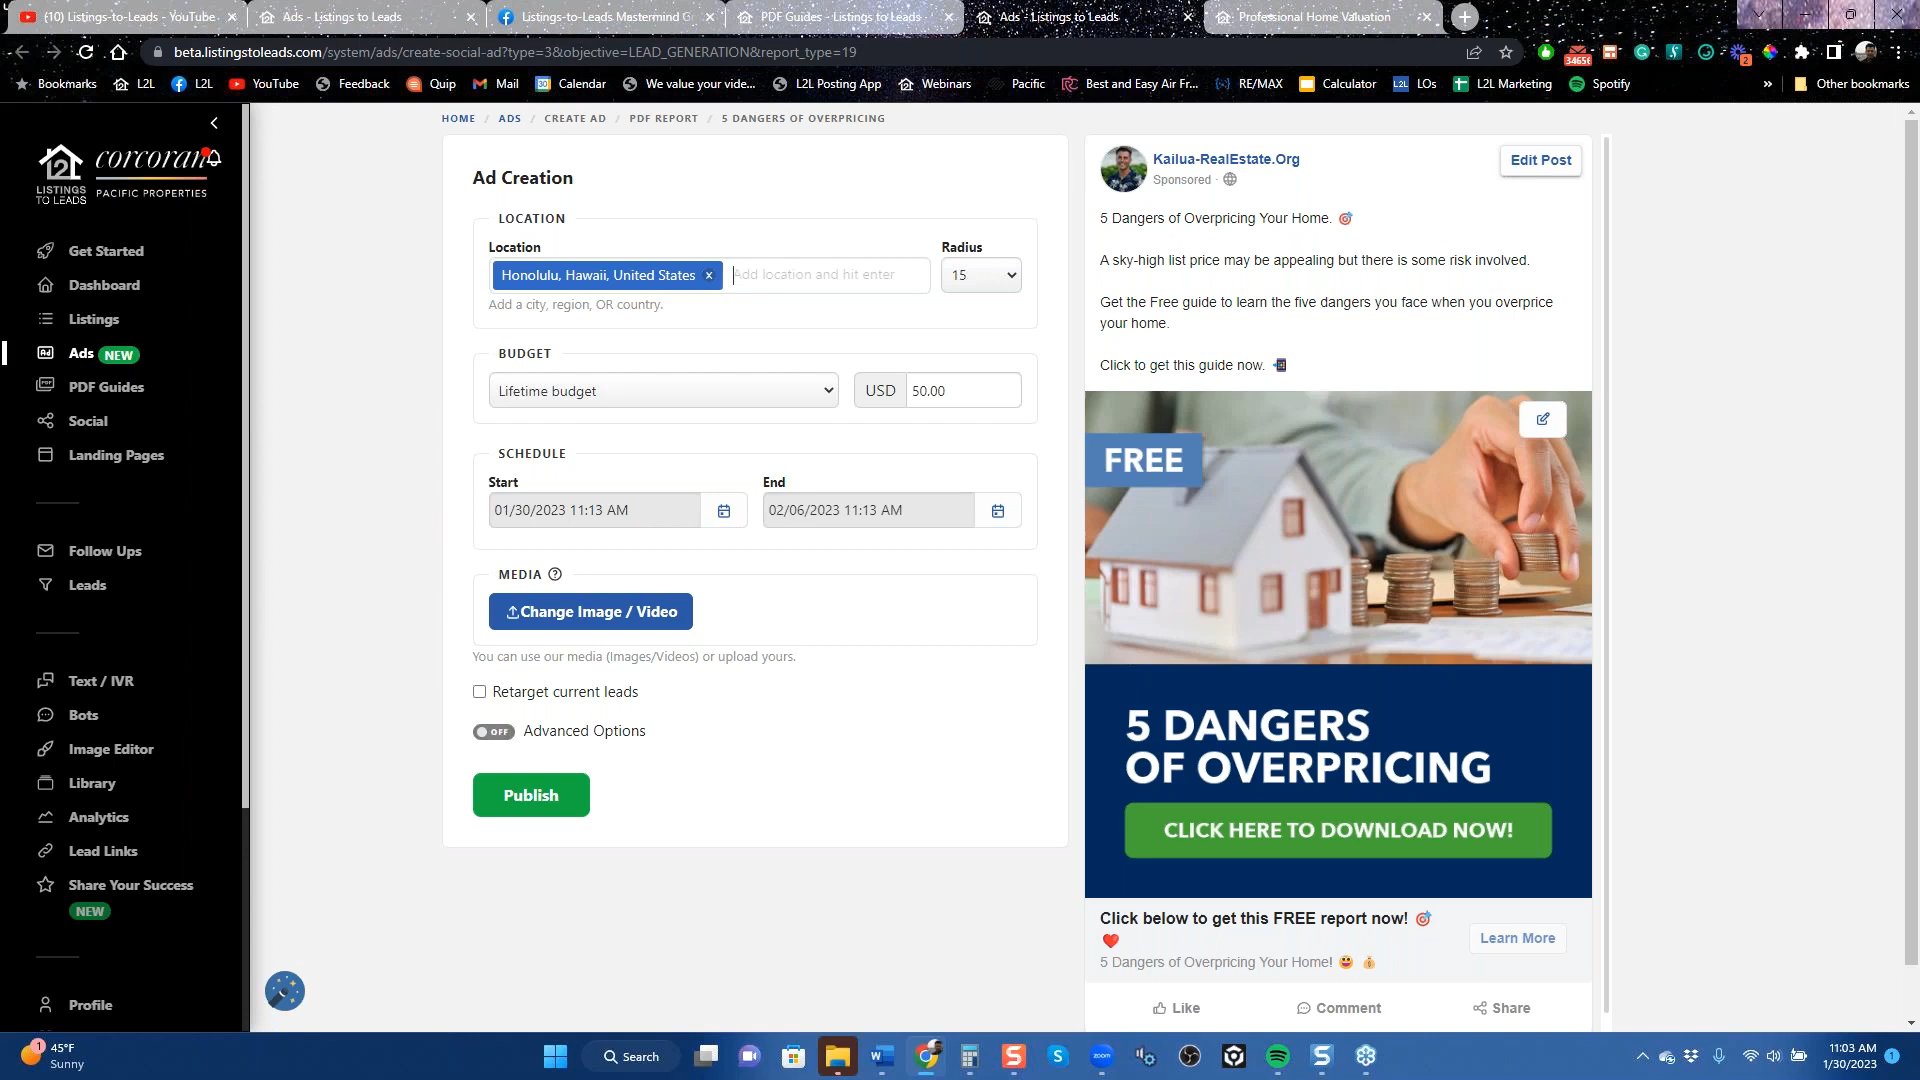 (10) Listings-to-Leads - YouTube
Ads - Listings to Leads
Listings-to-Leads Mastermind G
PDF Guides - Listings to Leads
Ads - Listings to Leads
Professional Home Valuation
beta.listingstoleads.com/system/ads/create-social-ad?type=3&objective=LEAD_GENERATION&report_type=19
34656
2
Bookmarks
L2L
L2L
YouTube
Feedback
Quip
Mail
Calendar
We value your vide...
L2L Posting App
Webinars
Pacific
Best and Easy Air Fr...
RE/MAX
Calculator
L2L
LOs
L2L Marketing
Spotify
»
Other bookmarks
L2L
LISTINGS
TO LEADS
corcoran
PACIFIC PROPERTIES
Get Started
Dashboard
Listings
Ads NEW
PDF Guides
Social
Landing Pages
Follow Ups
Leads
Text / IVR
Bots
Image Editor
Library
Analytics
Lead Links
Share Your Success
NEW
Profile
HOME / ADS / CREATE AD / PDF REPORT / 5 DANGERS OF OVERPRICING
Ad Creation
LOCATION
Location
Radius
Honolulu, Hawaii, United States ×
Add location and hit enter
15
Add a city, region, OR country.
BUDGET
Lifetime budget
USD 50.00
SCHEDULE
Start
End
01/30/2023 11:13 AM
02/06/2023 11:13 AM
MEDIA
Change Image / Video
You can use our media (Images/Videos) or upload yours.
Retarget current leads
OFF Advanced Options
Publish
Kailua-RealEstate.Org
Sponsored ·
Edit Post
5 Dangers of Overpricing Your Home. 🎯
A sky-high list price may be appealing but there is some risk involved.
Get the Free guide to learn the five dangers you face when you overprice
your home.
Click to get this guide now. 📲
FREE
5 DANGERS
OF OVERPRICING
CLICK HERE TO DOWNLOAD NOW!
Click below to get this FREE report now! 🎯
❤️
Learn More
5 Dangers of Overpricing Your Home! 😀 💰
Like
Comment
Share
1
45°F
Sunny
Search
zoom
11:03 AM
1/30/2023
1